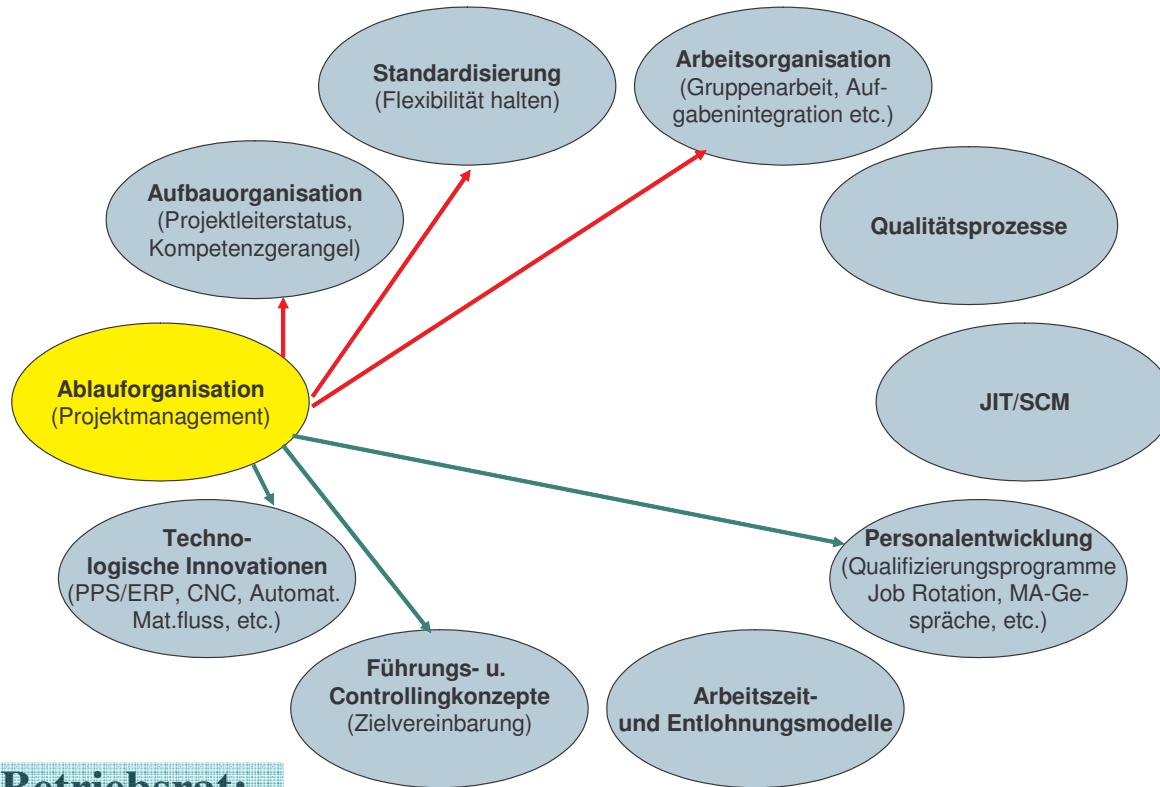 Standardisierung
(Flexibilität halten)
Arbeitsorganisation
(Gruppenarbeit, Auf-
gabenintegration etc.)
Aufbauorganisation
(Projektleiterstatus,
Kompetenzgerangel)
Qualitätsprozesse
Ablauforganisation
(Projektmanagement)
JIT/SCM
Techno-
logische Innovationen
(PPS/ERP, CNC, Automat.
Mat.fluss, etc.)
Personalentwicklung
(Qualifizierungsprogramme
Job Rotation, MA-Ge-
spräche, etc.)
Führungs- u.
Controllingkonzepte
(Zielvereinbarung)
Arbeitszeit-
und Entlohnungsmodelle
Betriebsrat: